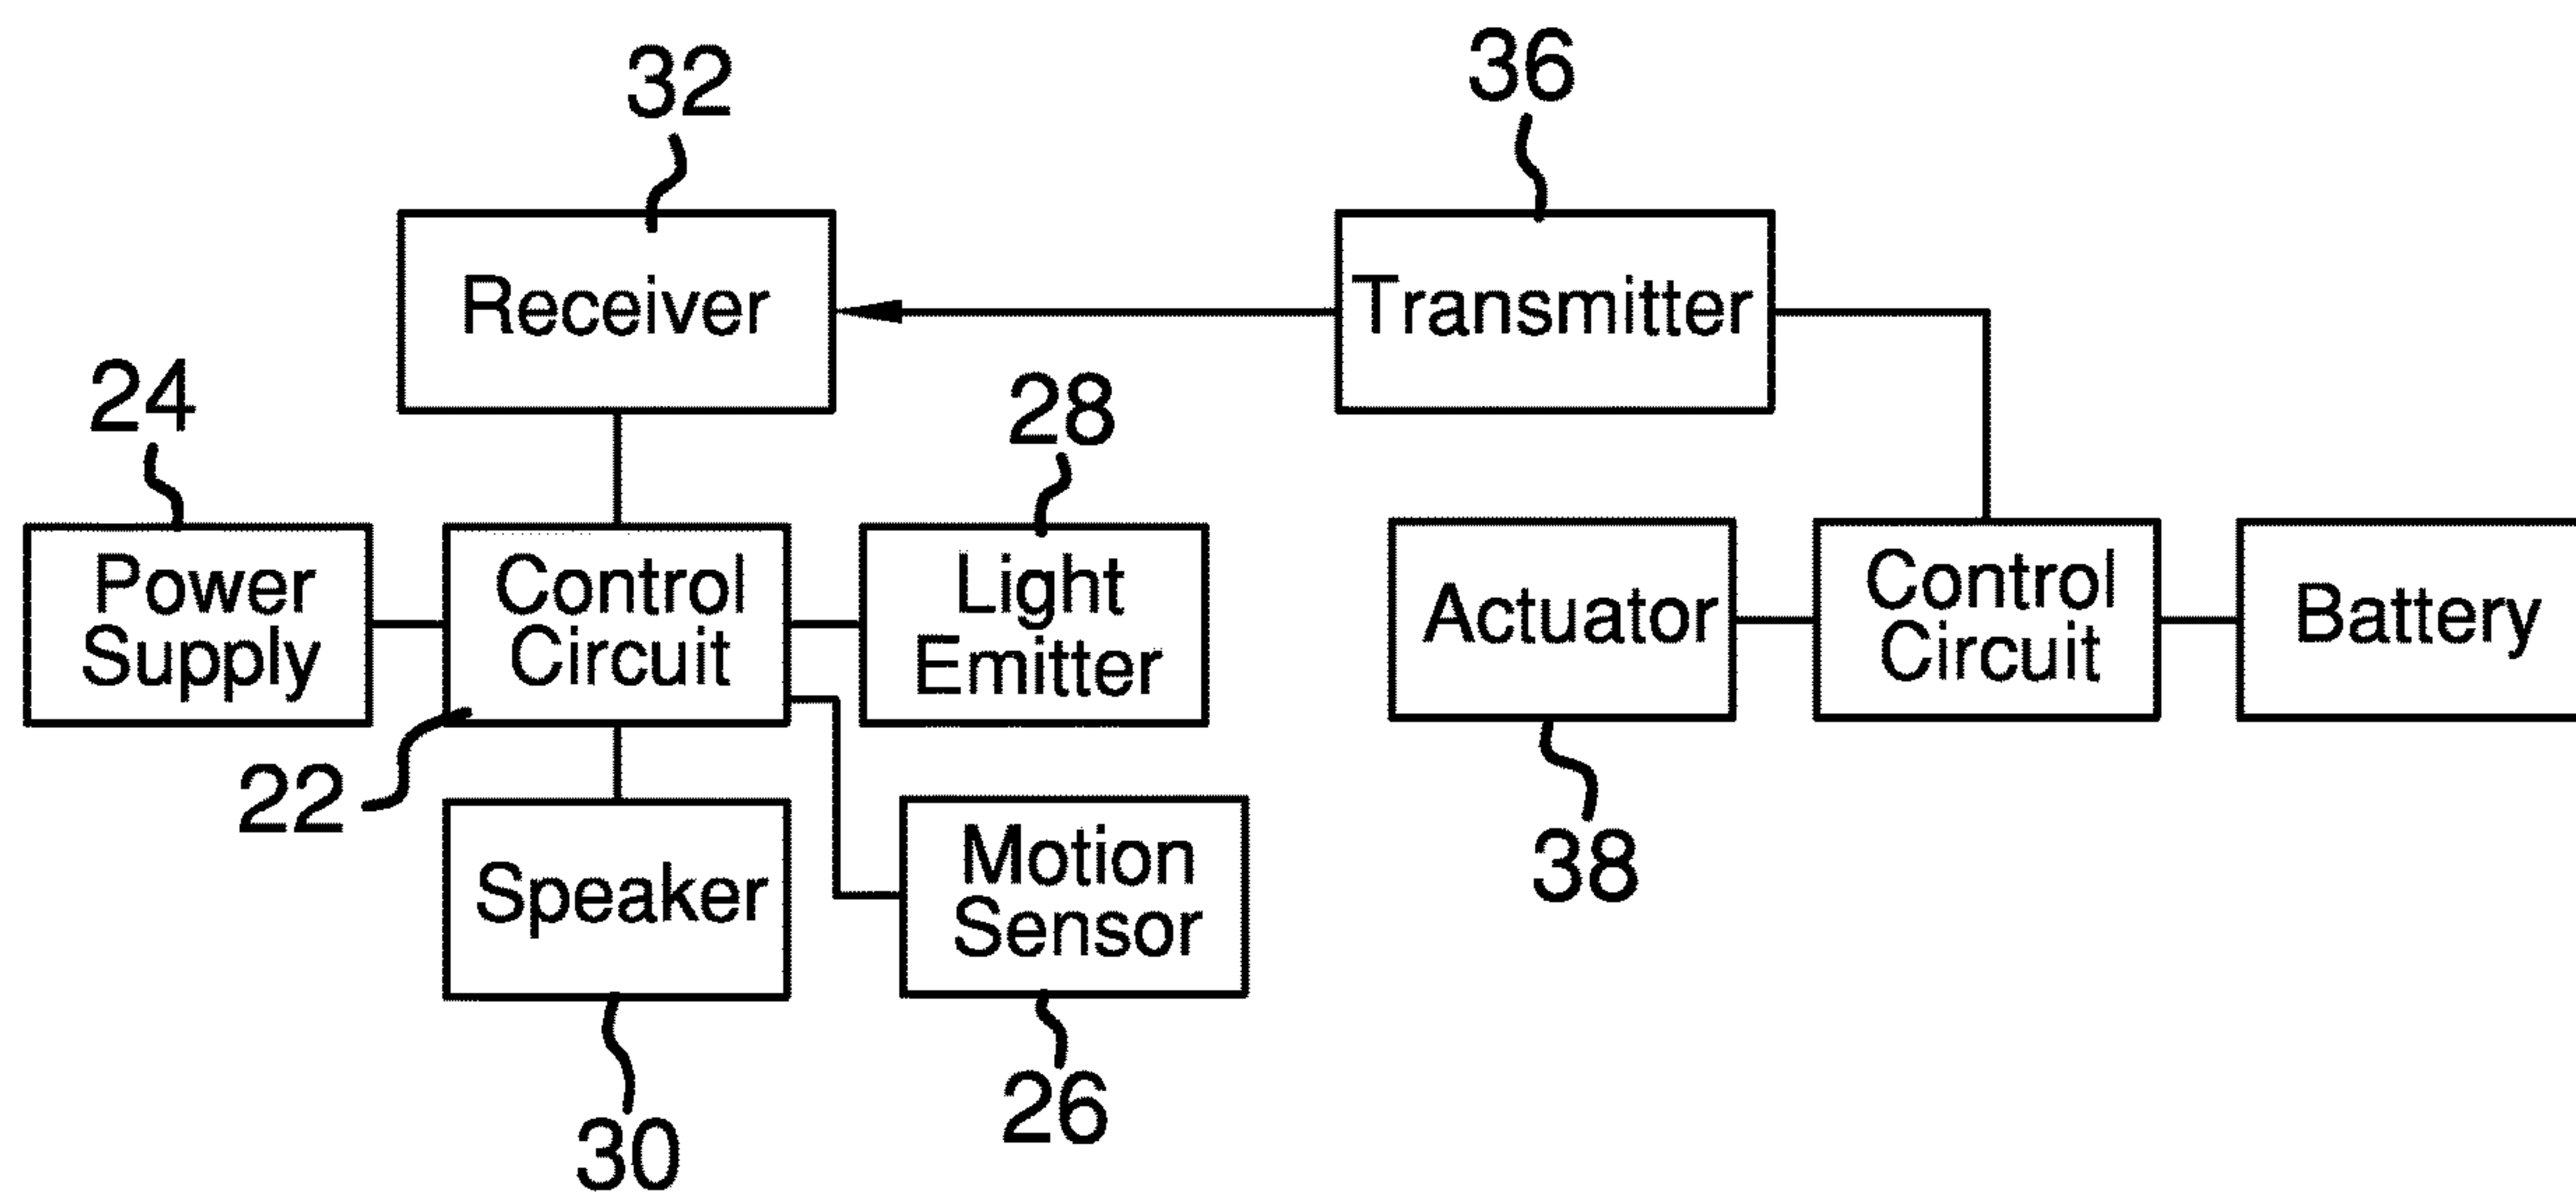 32
36
Receiver
Transmitter
24
28
Power
Supply
Control
Circuit
Light
Emitter
Actuator
Control
Circuit
Battery
22
Speaker
Motion
Sensor
38
30
26